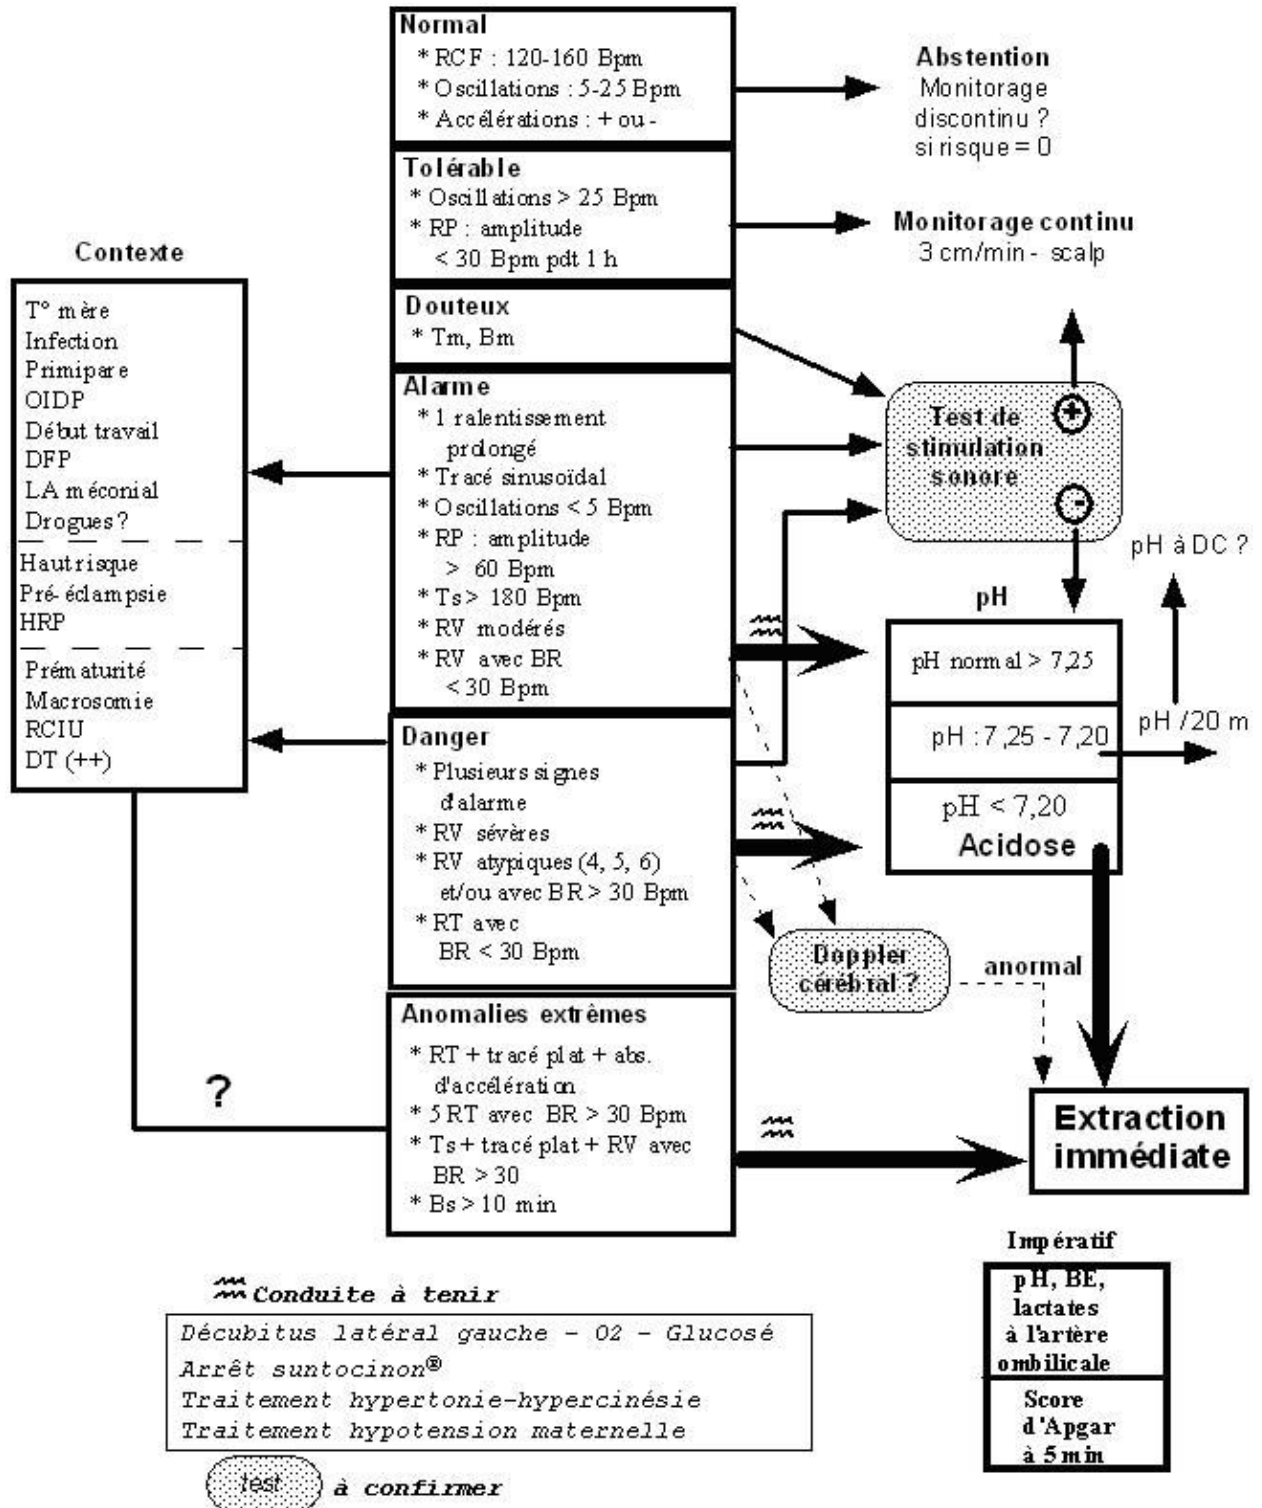 Normal
* RCF : 120-160 Bpm
* Oscillations : 5-25 Bpm
* Accélérations : + ou -
Abstention
Monitorage
discontinu ?
si risque = 0
Tolérable
* Oscillations > 25 Bpm
* RP : amplitude
< 30 Bpm pdt 1 h
Monitorage continu
3 cm/min - scalp
Contexte
T° mère
Infection
Primipare
OIDP
Début travail
DFP
LA méconial
Drogues ?
Haut risque
Pré-éclampsie
HRP
Prématurité
Macrosomie
RCIU
DT (++)
Douteux
* Tm, Bm
Alarme
* 1 ralentissement
prolongé
* Tracé sinusoïdal
* Oscillations < 5 Bpm
* RP : amplitude
> 60 Bpm
* Ts > 180 Bpm
* RV modérés
* RV avec BR
< 30 Bpm
Test de
stimulation
sonore
+
-
pH à DC ?
pH
pH normal > 7,25
pH : 7,25 - 7,20
pH /20 m
pH < 7,20
Acidose
Danger
* Plusieurs signes
d'alarme
* RV sévères
* RV atypiques (4, 5, 6)
et/ou avec BR > 30 Bpm
* RT avec
BR < 30 Bpm
Doppler
cérébral ?
anormal
Anomalies extrêmes
* RT + tracé plat + abs.
d'accélération
* 5 RT avec BR > 30 Bpm
* Ts + tracé plat + RV avec
BR > 30
* Bs > 10 min
?
Extraction
immédiate
Impératif
pH, BE,
lactates
à l'artère
ombilicale
Score
d'Apgar
à 5 min
Conduite à tenir
Décubitus latéral gauche - O2 - Glucosé
Arrêt suntocinon®
Traitement hypertonie-hypercinésie
Traitement hypotension maternelle
test à confirmer